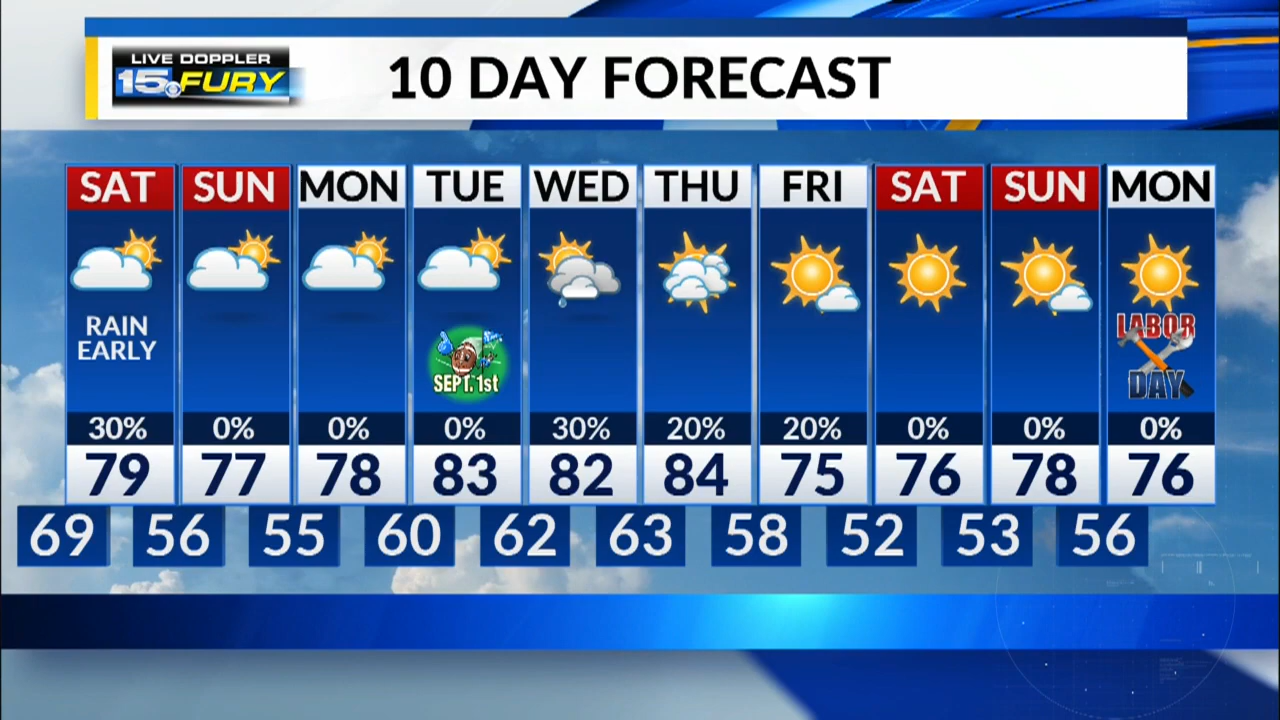 LIVE DOPPLER
15 FURY
10 DAY FORECAST
SAT SUN MON TUE WED THU FRI SAT SUN MON
RAIN
EARLY
SEPT. 1st
LABOR
DAY
30% 0% 0% 0% 30% 20% 20% 0% 0% 0%
79 77 78 83 82 84 75 76 78 76
69 56 55 60 62 63 58 52 53 56